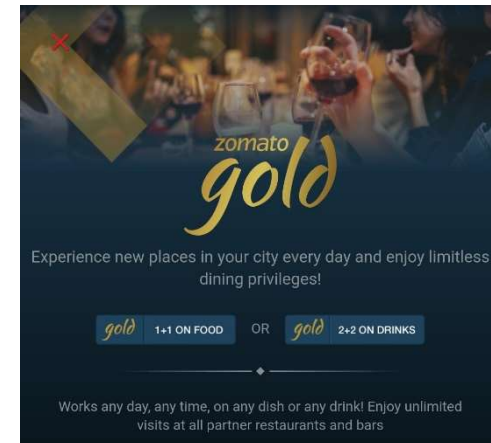 zomato
gold
Experience new places in your city every day and enjoy limitless
dining privileges!
gold 1+1 ON FOOD OR gold 2+2 ON DRINKS
Works any day, any time, on any dish or any drink! Enjoy unlimited
visits at all partner restaurants and bars